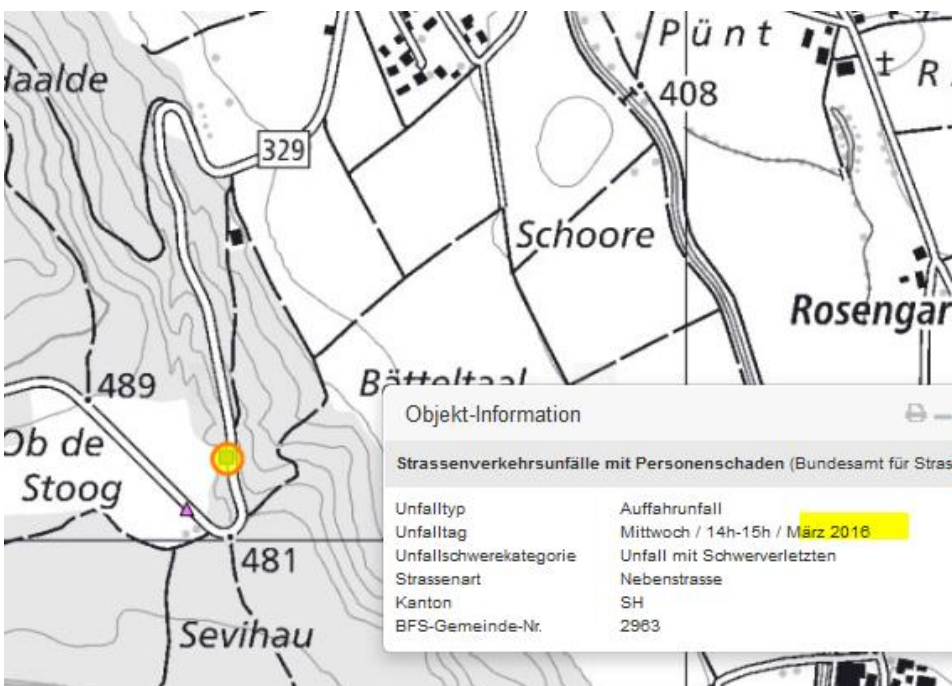 Pünt
Haalde
R
408
329
Schoore
Rosengar
489
Bätteltaal
Ob de
Stoog
481
Sevihau
Objekt-Information
Strassenverkehrsunfälle mit Personenschaden (Bundesamt für Stras
Unfalltyp Auffahrunfall
Unfalltag Mittwoch / 14h-15h / März 2016
Unfallschwerekategorie Unfall mit Schwerverletzten
Strassenart Nebenstrasse
Kanton SH
BFS-Gemeinde-Nr. 2963